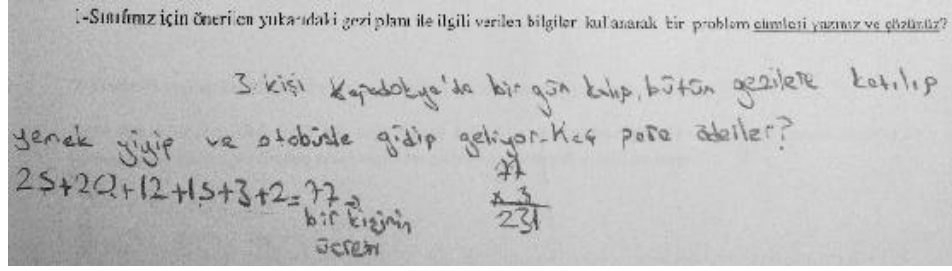 1-Sınıfımız için önerilen yukarıdaki gezi planı ile ilgili verilen bilgiler kullanarak bir problem cümlesi yazınız ve çözünüz?
3 kişi Kapadokya'da bir gün kalıp, bütün gezilere katılıp
yemek yiyip ve otobüsle gidip geliyor. Kaç para öderler?
25+20+12+15+3+2=77 →
77
bir kişinin
x 3
ücreti
231